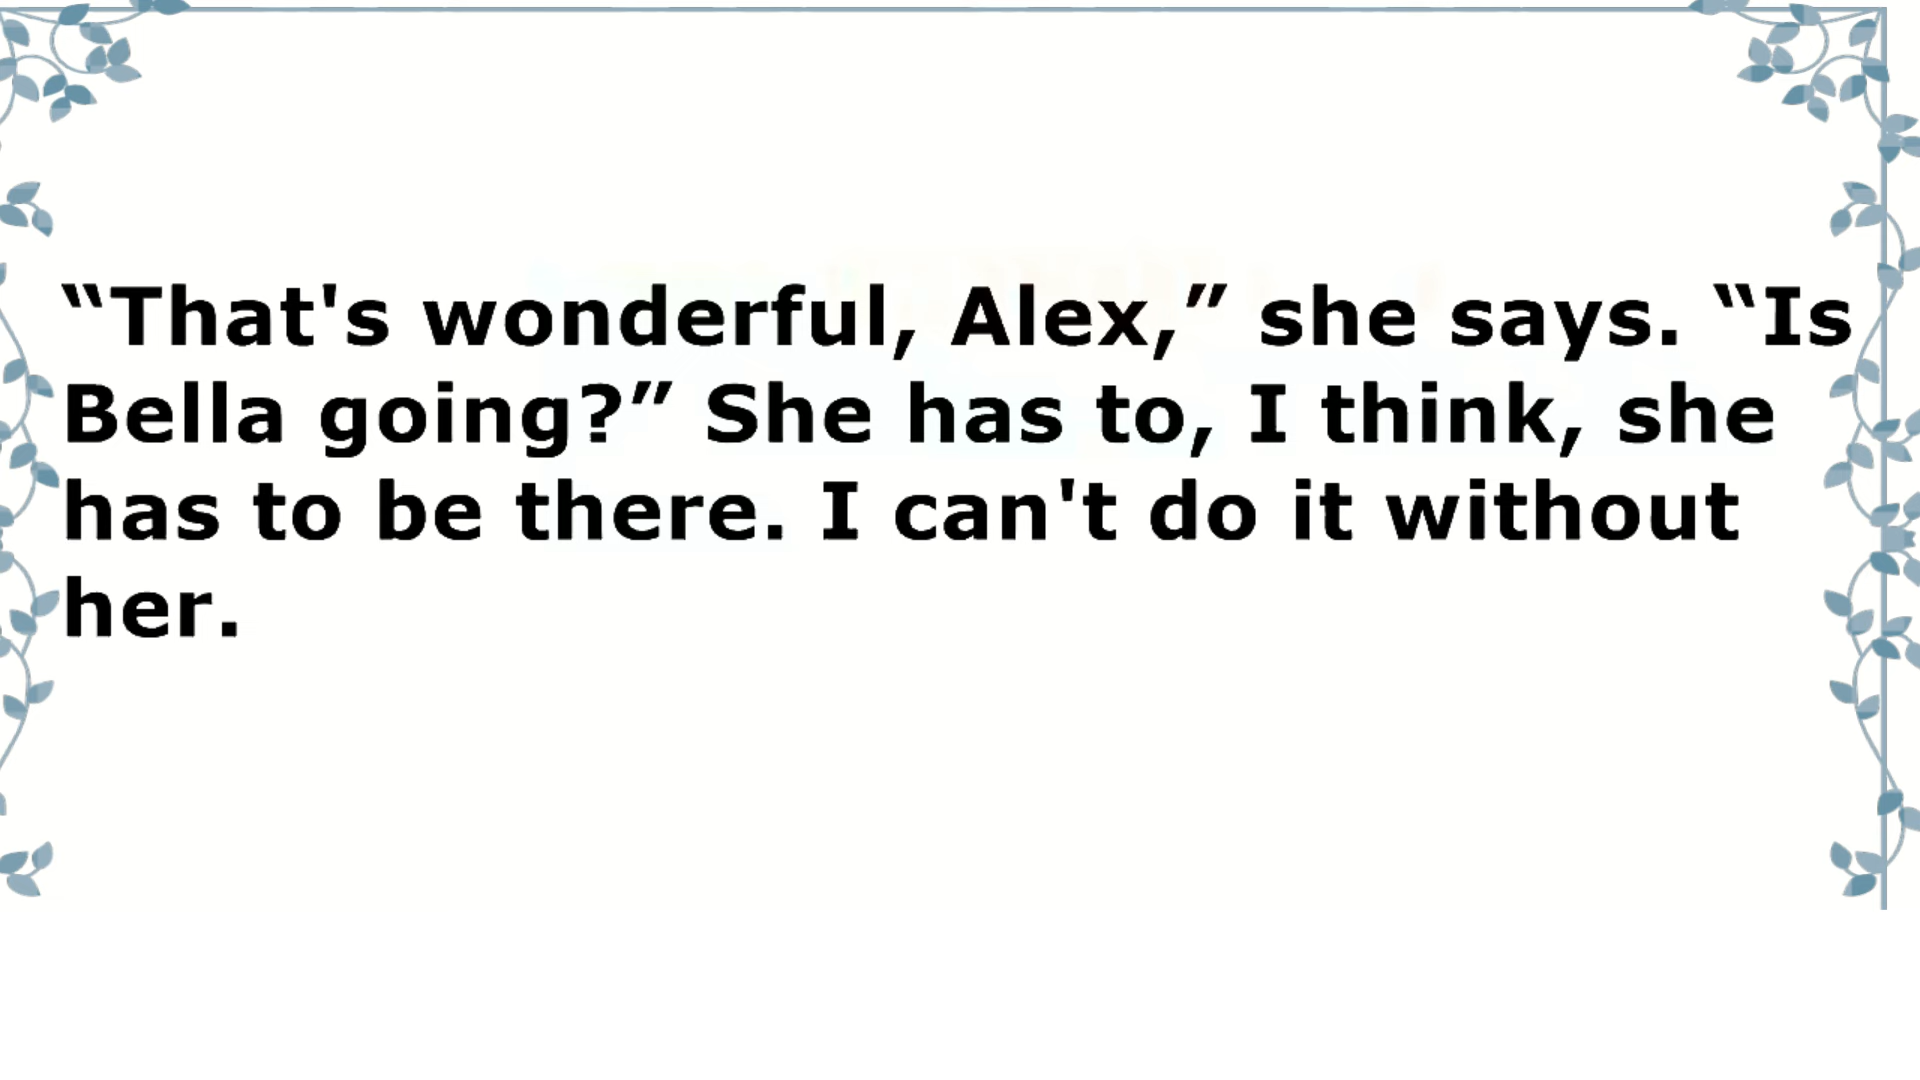 “That's wonderful, Alex,” she says. “Is
Bella going?” She has to, I think, she
has to be there. I can't do it without
her.